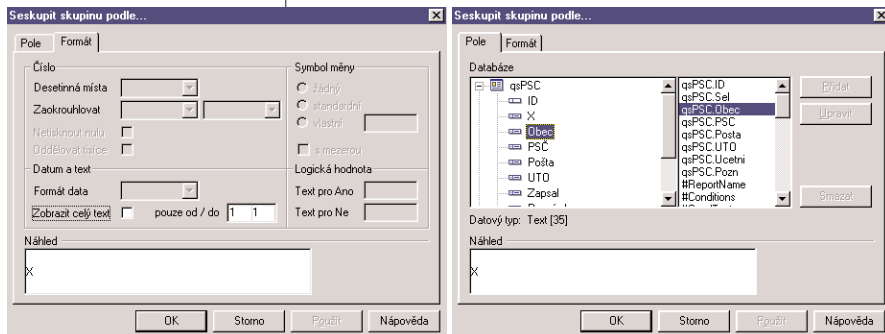 Seskupit skupinu podle...
Pole Formát
Číslo
Desetinná místa
Zaokrouhlovat
Netisknout nulu
Oddělovat tisíce
Symbol měny
žádný
standardní
vlastní
s mezerou
Datum a text
Formát data
Zobrazit celý text pouze od / do 1 1
Logická hodnota
Text pro Ano
Text pro Ne
Náhled
X
OK Storno Použít Nápověda
Seskupit skupinu podle...
Pole Formát
Databáze
qsPSC
ID
X
Obec
PSČ
Pošta
UTO
Zapsal
qsPSC.ID
qsPSC.Sel
qsPSC.Obec
qsPSC.PSC
qsPSC.Posta
qsPSC.UTO
qsPSC.Ucetni
qsPSC.Pozn
#ReportName
#Conditions
Přidat
Upravit
Smazat
Datový typ: Text [35]
Náhled
X
OK Storno Použít Nápověda